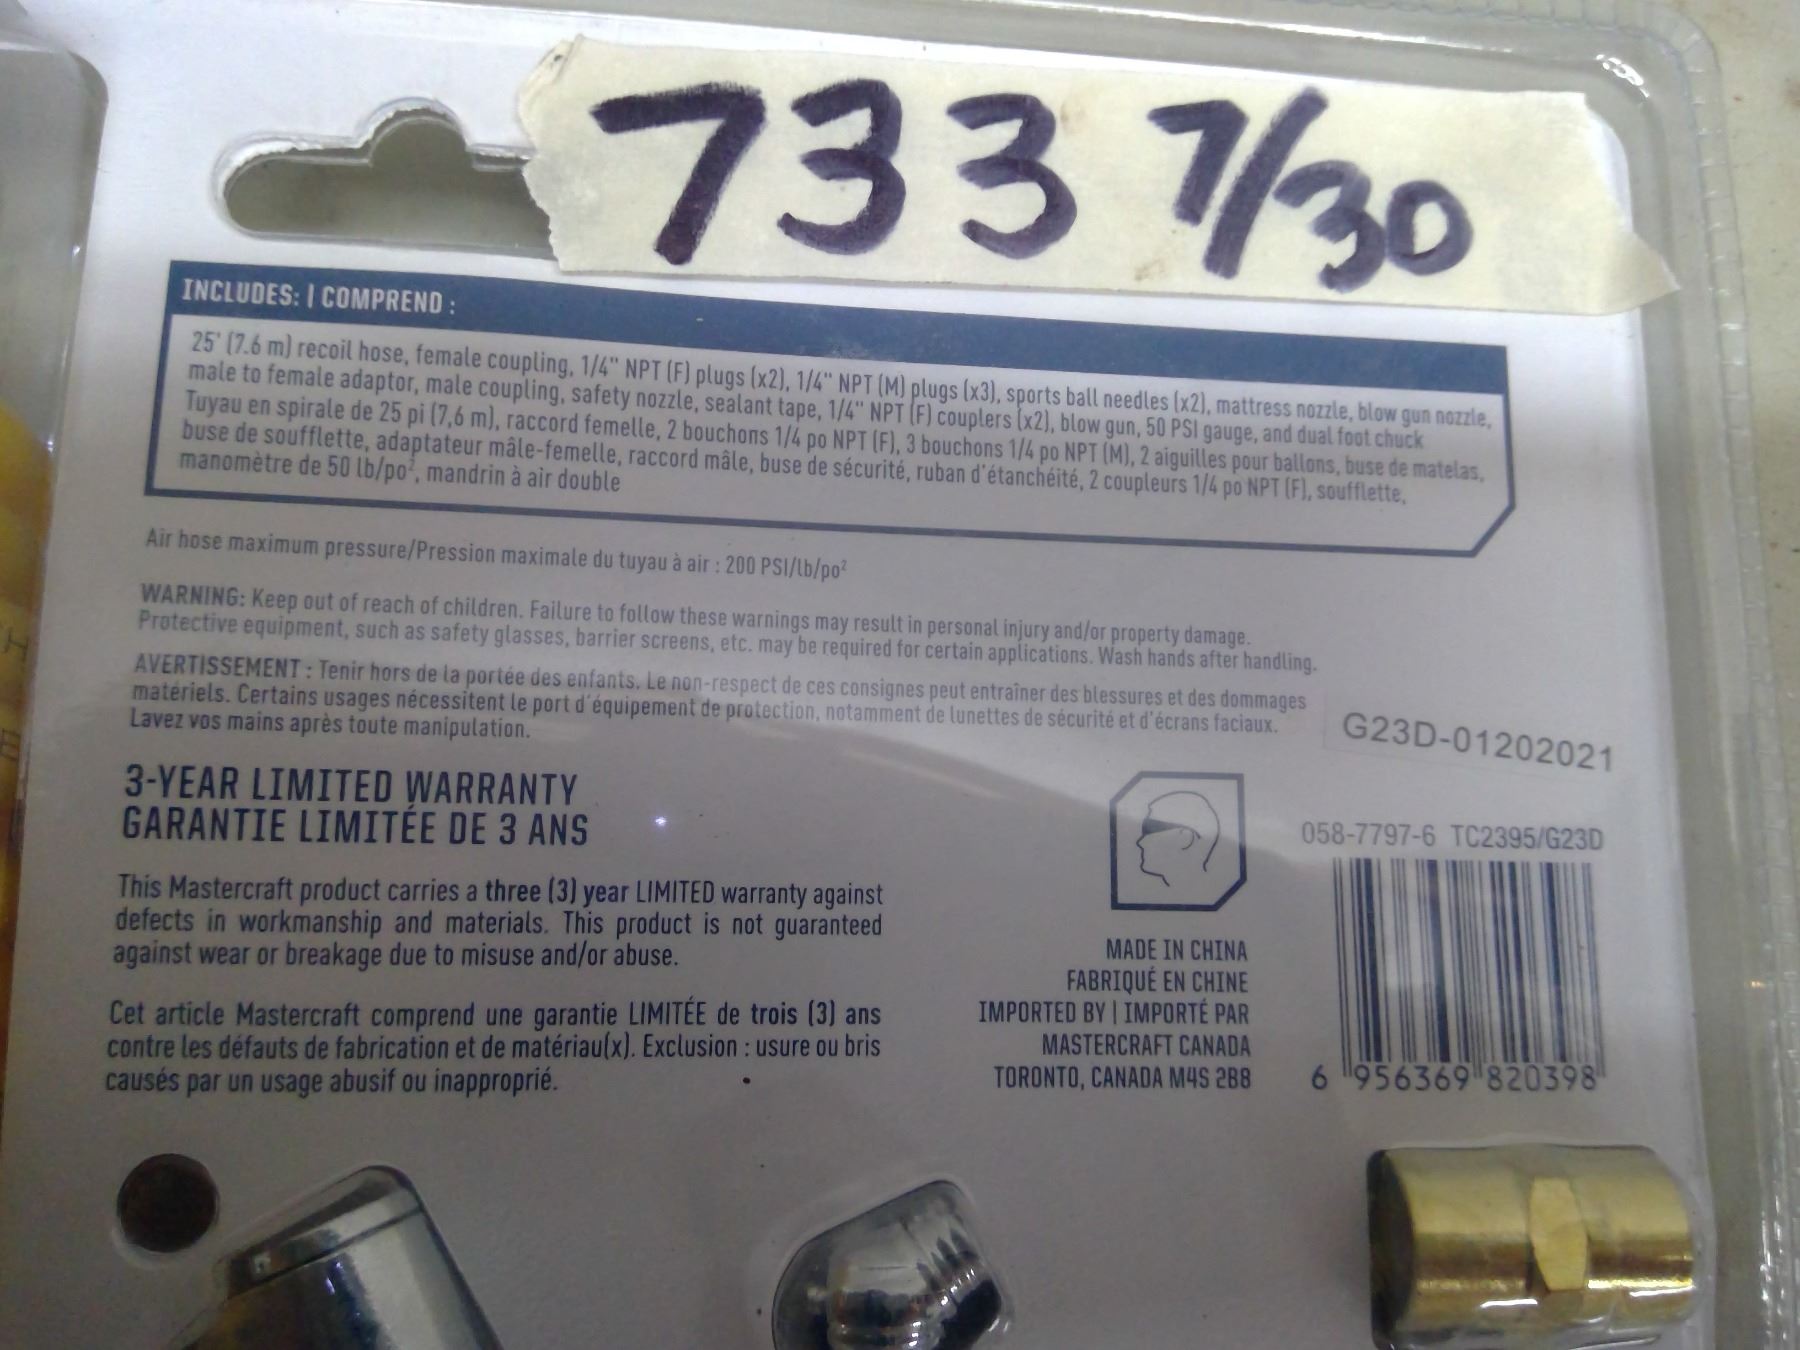 733 7/30
INCLUDES: | COMPREND :
25' (7.6 m) recoil hose, female coupling, 1/4" NPT (F) plugs (x2), 1/4" NPT (M) plugs (x3), sports ball needles (x2), mattress nozzle, blow gun nozzle,
male to female adaptor, male coupling, safety nozzle, sealant tape, 1/4" NPT (F) couplers (x2), blow gun, 50 PSI gauge, and dual foot chuck
Tuyau en spirale de 25 pi (7,6 m), raccord femelle, 2 bouchons 1/4 po NPT (F), 3 bouchons 1/4 po NPT (M), 2 aiguilles pour ballons, buse de matelas,
buse de soufflette, adaptateur mâle-femelle, raccord mâle, buse de sécurité, ruban d'étanchéité, 2 coupleurs 1/4 po NPT (F), soufflette,
manomètre de 50 lb/po², mandrin à air double
Air hose maximum pressure/Pression maximale du tuyau à air : 200 PSI/lb/po²
WARNING: Keep out of reach of children. Failure to follow these warnings may result in personal injury and/or property damage.
Protective equipment, such as safety glasses, barrier screens, etc. may be required for certain applications. Wash hands after handling.
AVERTISSEMENT : Tenir hors de la portée des enfants. Le non-respect de ces consignes peut entraîner des blessures et des dommages
matériels. Certains usages nécessitent le port d'équipement de protection, notamment de lunettes de sécurité et d'écrans faciaux.
Lavez vos mains après toute manipulation.
G23D-01202021
3-YEAR LIMITED WARRANTY
GARANTIE LIMITÉE DE 3 ANS
This Mastercraft product carries a three (3) year LIMITED warranty against
defects in workmanship and materials. This product is not guaranteed
against wear or breakage due to misuse and/or abuse.
Cet article Mastercraft comprend une garantie LIMITÉE de trois (3) ans
contre les défauts de fabrication et de matériau(x). Exclusion : usure ou bris
causés par un usage abusif ou inapproprié.
MADE IN CHINA
FABRIQUÉ EN CHINE
IMPORTED BY | IMPORTÉ PAR
MASTERCRAFT CANADA
TORONTO, CANADA M4S 2B8
058-7797-6 TC2395/G23D
6 956369 820398